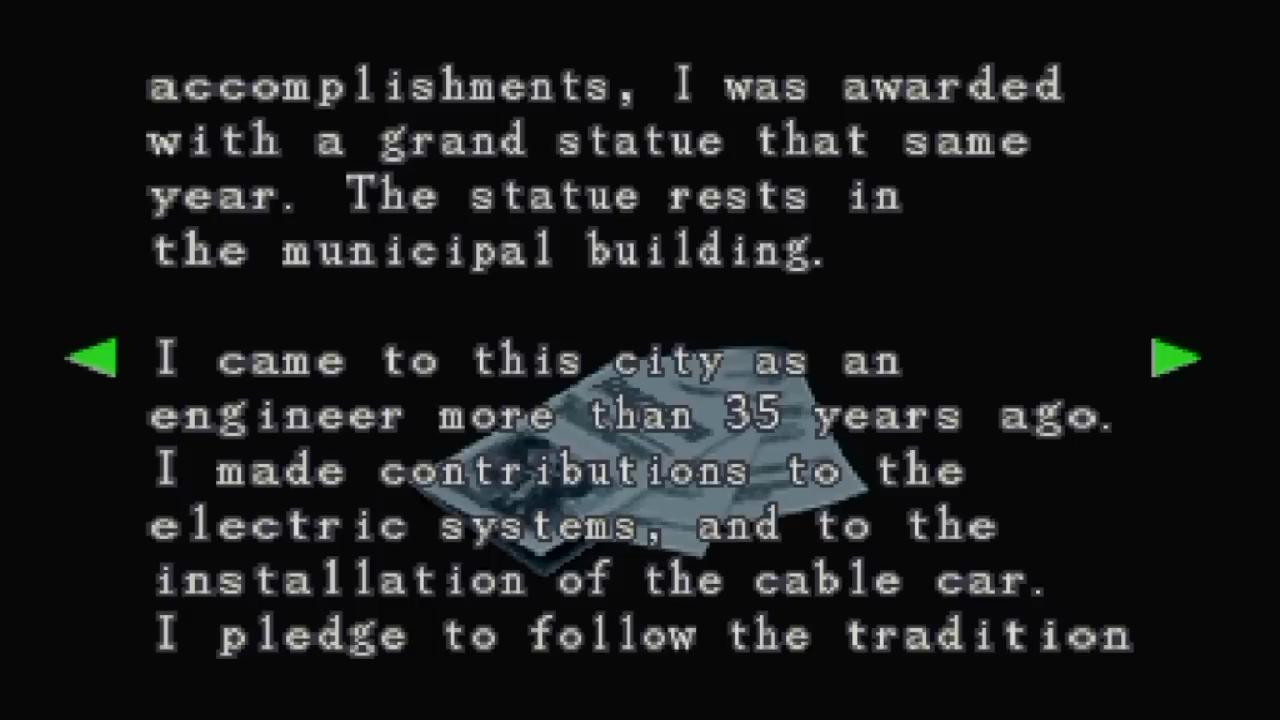 accomplishments, I was awarded
with a grand statue that same
year. The statue rests in
the municipal building.
I came to this city as an
engineer more than 35 years ago.
I made contributions to the
electric systems, and to the
installation of the cable car.
I pledge to follow the tradition